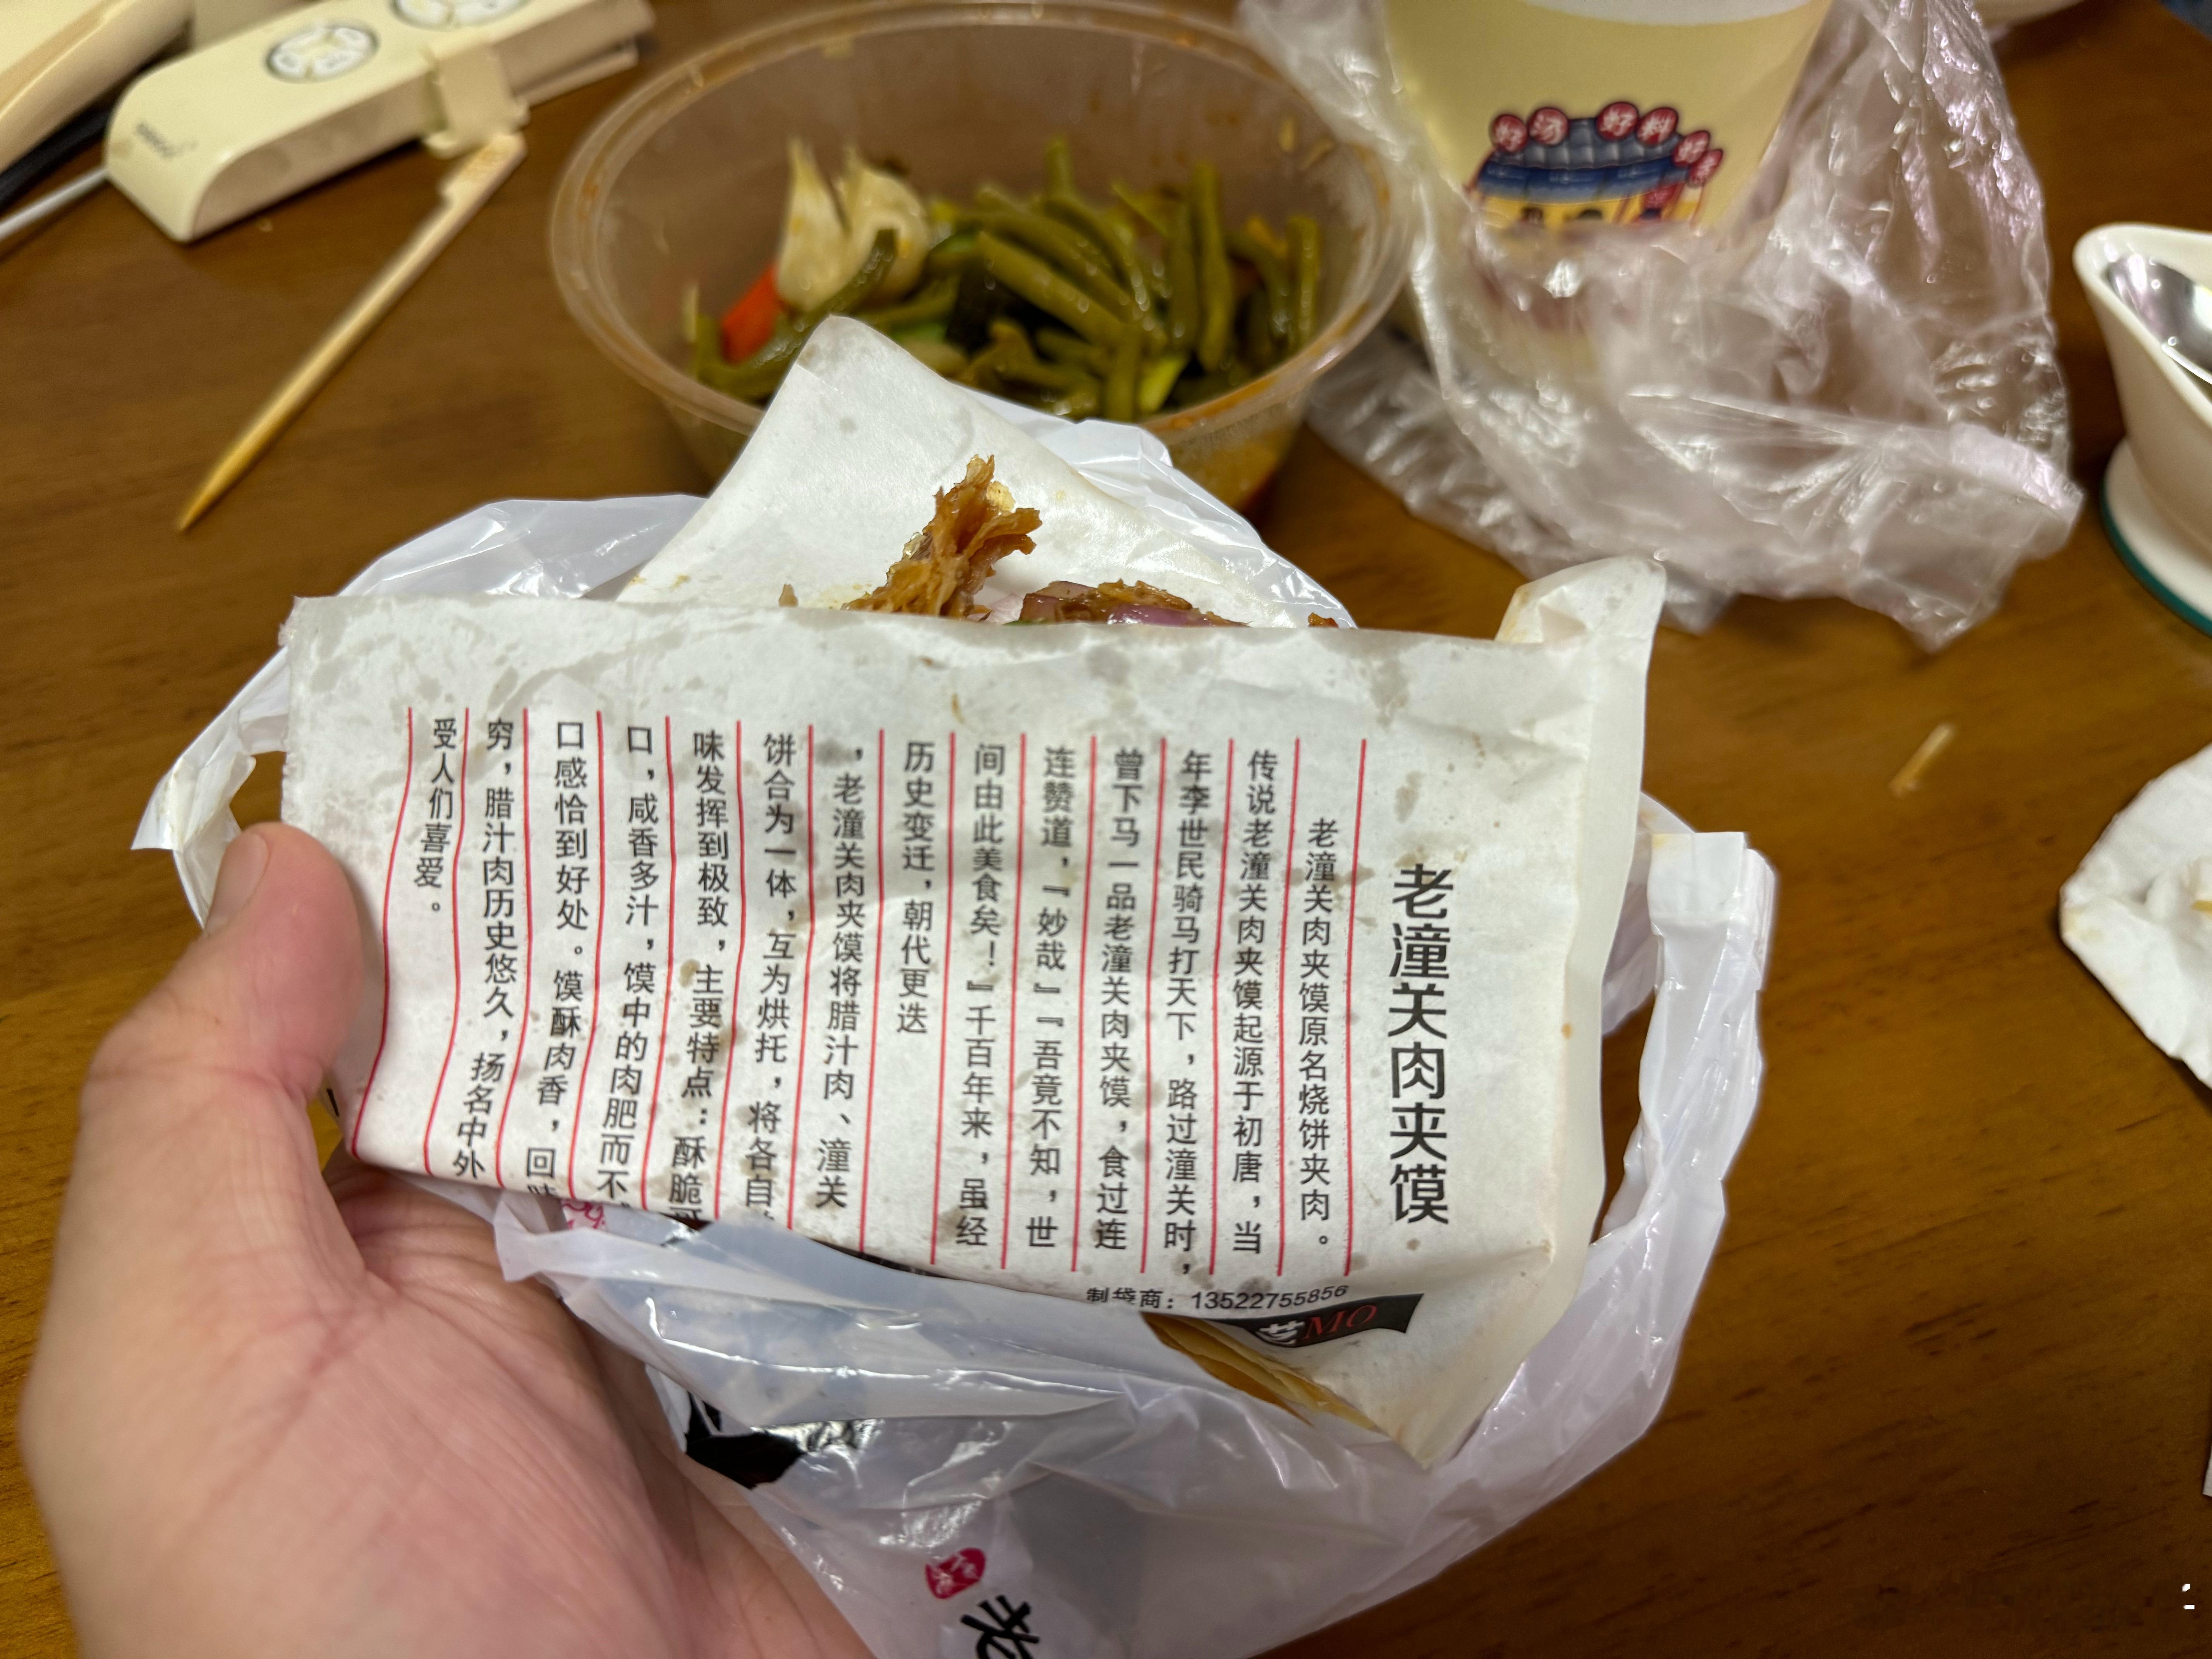 老潼关肉夹馍
老潼关肉夹馍原名烧饼夹肉。
传说老潼关肉夹馍起源于初唐，当
年李世民骑马打天下，路过潼关时，
曾下马一品老潼关肉夹馍，食过连
连赞道，『妙哉』『吾竟不知，世
间由此美食矣！』千百年来，虽经
历史变迁，朝代更迭
，老潼关肉夹馍将腊汁肉、潼关
饼合为一体，互为烘托，将各自
味发挥到极致，主要特点：酥脆
口，咸香多汁，馍中的肉肥而不
口感恰到好处。馍酥肉香，回
穷，腊汁肉历史悠久，扬名中外
受人们喜爱。
制袋商：13522755856
MO
老
好汤 好料